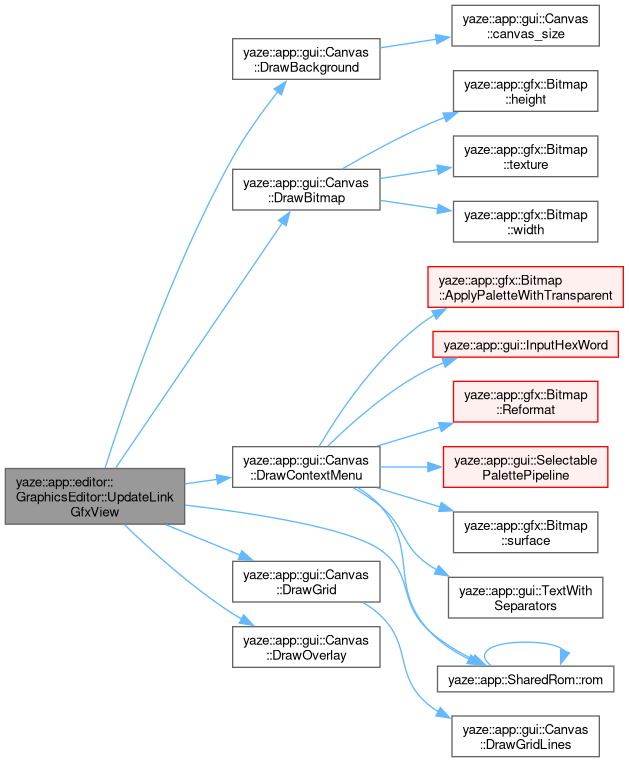 yaze::app::editor::
GraphicsEditor::UpdateLink
GfxView
yaze::app::gui::Canvas
::DrawBackground
yaze::app::gui::Canvas
::canvas_size
yaze::app::gui::Canvas
::DrawBitmap
yaze::app::gfx::Bitmap
::height
yaze::app::gfx::Bitmap
::texture
yaze::app::gfx::Bitmap
::width
yaze::app::gui::Canvas
::DrawContextMenu
yaze::app::gfx::Bitmap
::ApplyPaletteWithTransparent
yaze::app::gui::InputHexWord
yaze::app::gfx::Bitmap
::Reformat
yaze::app::gui::Selectable
PalettePipeline
yaze::app::gfx::Bitmap
::surface
yaze::app::gui::TextWith
Separators
yaze::app::SharedRom::rom
yaze::app::gui::Canvas
::DrawGrid
yaze::app::gui::Canvas
::DrawGridLines
yaze::app::gui::Canvas
::DrawOverlay